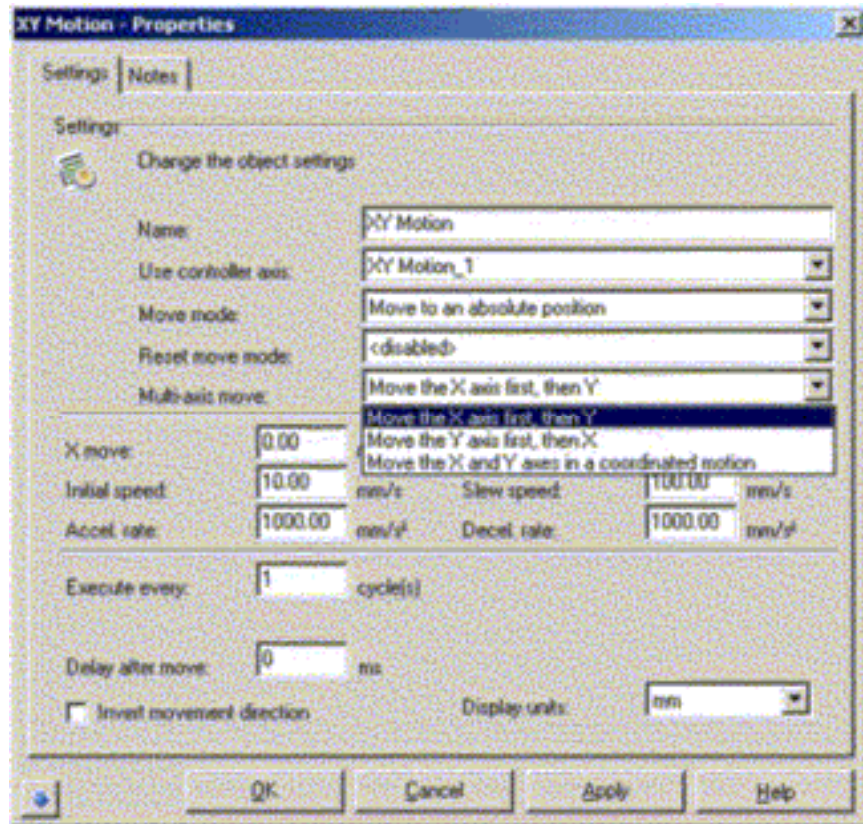 XY Motion - Properties
Settings Notes
Settings
Change the object settings
Name: XY Motion
Use controller axis: XY Motion_1
Move mode: Move to an absolute position
Reset move mode: <disabled>
Multi-axis move: Move the X axis first, then Y
Move the X axis first, then Y
Move the Y axis first, then X
Move the X and Y axes in a coordinated motion
X move: 0.00
Initial speed: 10.00 mm/s Slew speed: 100.00 mm/s
Accel. rate: 1000.00 mm/s² Decel. rate: 1000.00 mm/s²
Execute every: 1 cycle(s)
Delay after move: 0 ms
Invert movement direction Display units: mm
OK Cancel Apply Help